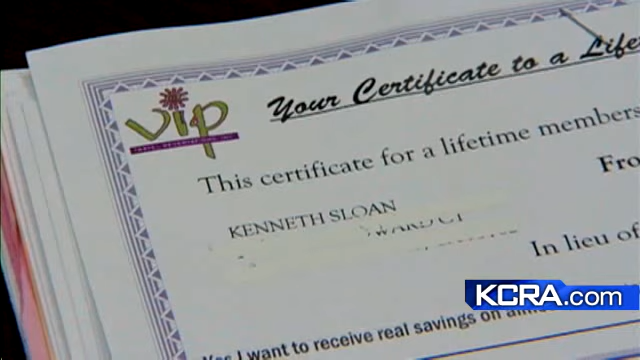 Your Certificate to a Life
vip
This certificate for a lifetime members
Fro
KENNETH SLOAN
In lieu of
KCRA.com
Yes I want to receive real savings on